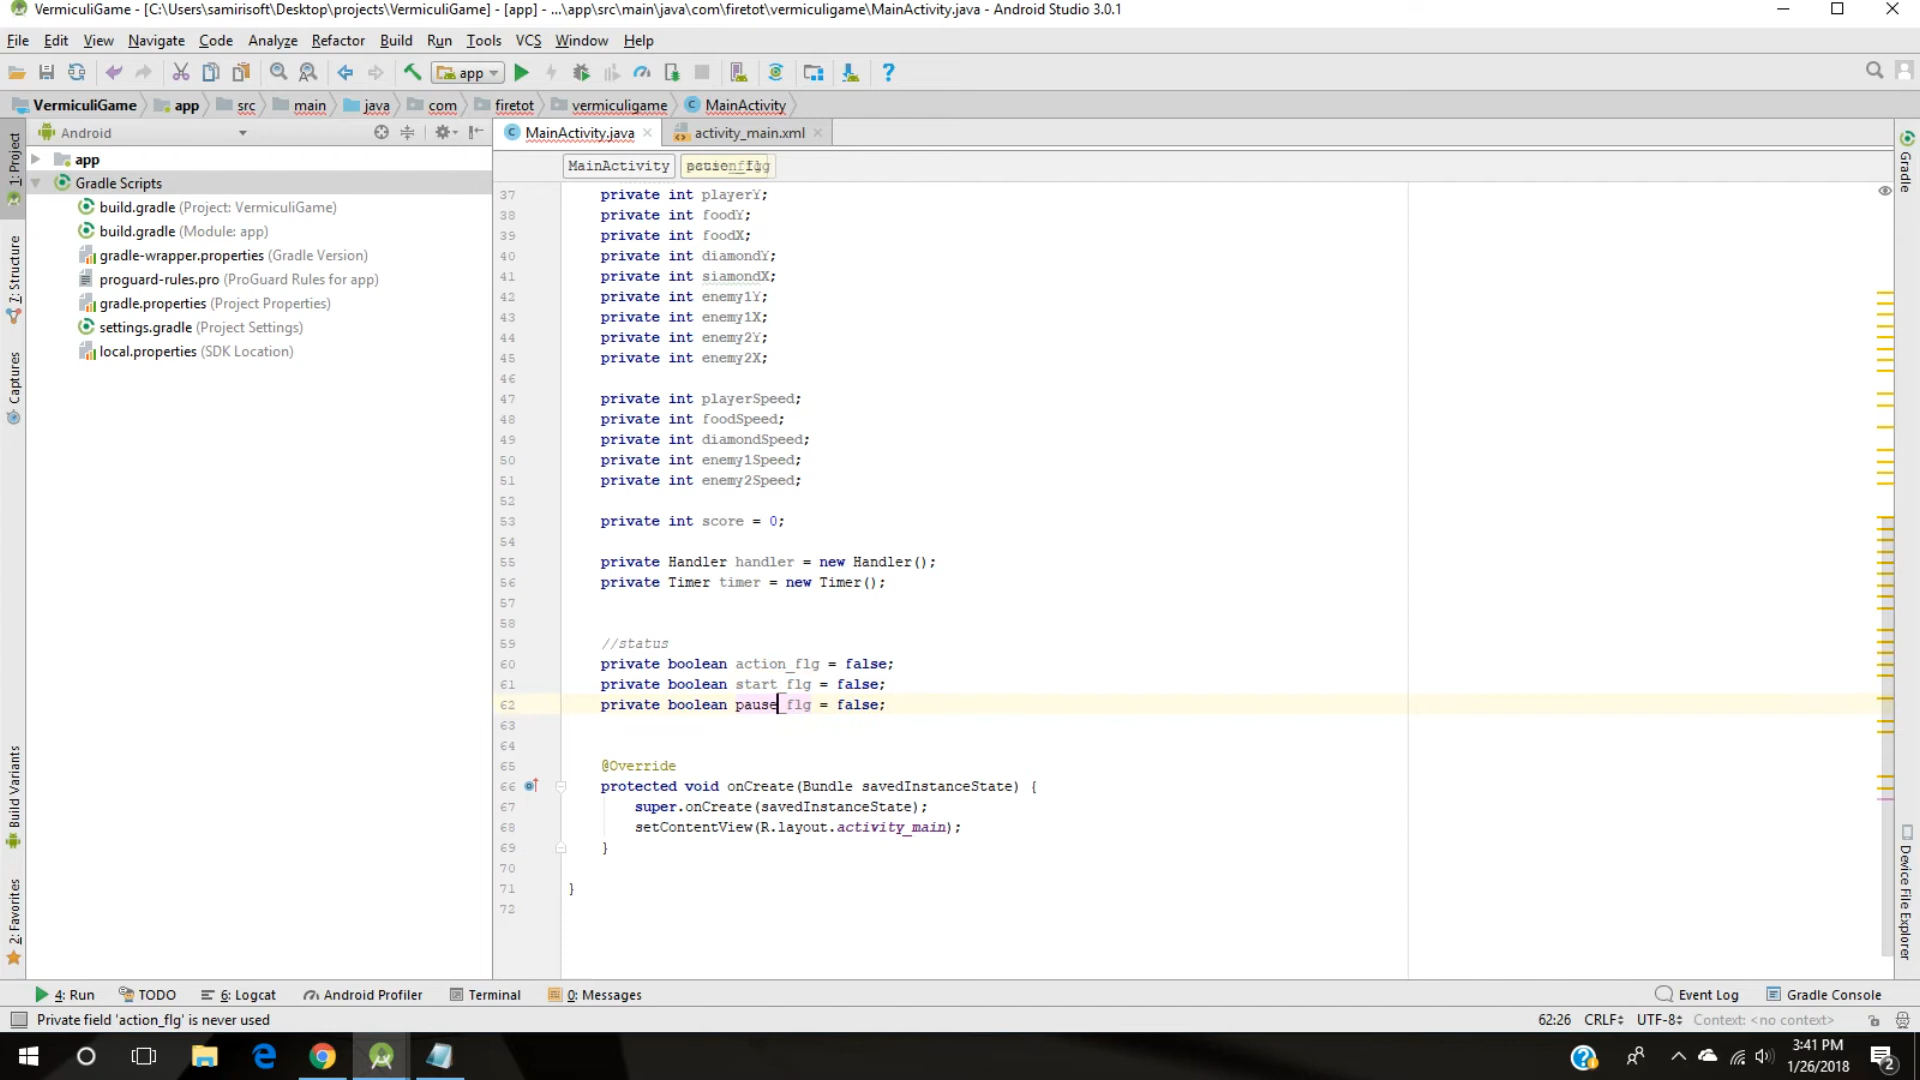 VermiculiGame - [C:\Users\samirisoft\Desktop\projects\VermiculiGame] - [app] - ...\app\src\main\java\com\firetot\vermiculigame\MainActivity.java - Android Studio 3.0.1
File Edit View Navigate Code Analyze Refactor Build Run Tools VCS Window Help
app
VermiculiGame app src main java com firetot vermiculigame MainActivity
Android
MainActivity.java activity_main.xml
MainActivity
1: Project
7: Structure
Captures
Build Variants
2: Favorites
app
Gradle Scripts
build.gradle (Project: VermiculiGame)
build.gradle (Module: app)
gradle-wrapper.properties (Gradle Version)
proguard-rules.pro (ProGuard Rules for app)
gradle.properties (Project Properties)
settings.gradle (Project Settings)
local.properties (SDK Location)
37 private int playerY;
38 private int foodY;
39 private int foodX;
40 private int diamondY;
41 private int siamondX;
42 private int enemy1Y;
43 private int enemy1X;
44 private int enemy2Y;
45 private int enemy2X;
46
47 private int playerSpeed;
48 private int foodSpeed;
49 private int diamondSpeed;
50 private int enemy1Speed;
51 private int enemy2Speed;
52
53 private int score = 0;
54
55 private Handler handler = new Handler();
56 private Timer timer = new Timer();
57
58
59 //status
60 private boolean action_flg = false;
61 private boolean start_flg = false;
62 private boolean pause_flg = false;
63
64
65 @Override
66 protected void onCreate(Bundle savedInstanceState) {
67 super.onCreate(savedInstanceState);
68 setContentView(R.layout.activity_main);
69 }
70
71 }
72
Gradle
Device File Explorer
4: Run TODO 6: Logcat Android Profiler Terminal 0: Messages Event Log Gradle Console
Private field 'action_flg' is never used 62:26 CRLF UTF-8 Context: <no context>
3:41 PM
1/26/2018
2